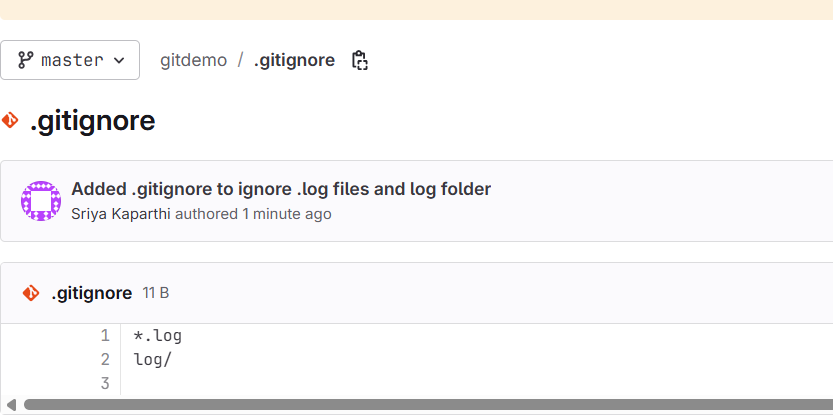 master gitdemo / .gitignore
.gitignore
Added .gitignore to ignore .log files and log folder
Sriya Kaparthi authored 1 minute ago
.gitignore 11 B
1 *.log
2 log/
3